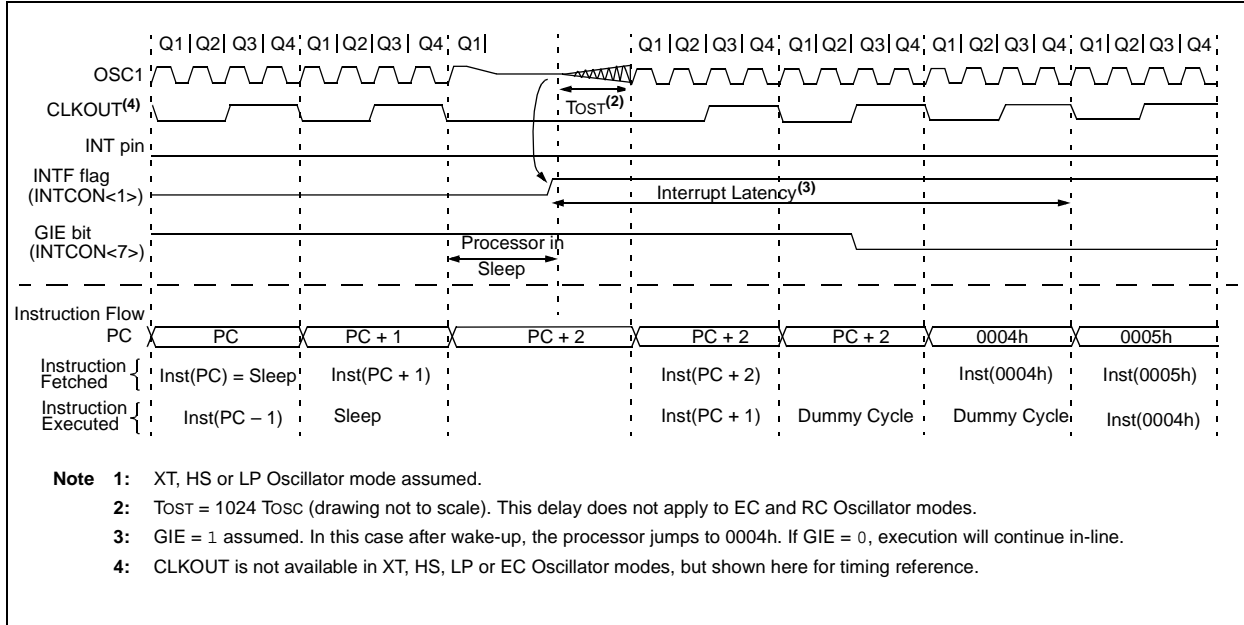 Q1 Q2 Q3 Q4 Q1 Q2 Q3 Q4 Q1 Q1 Q2 Q3 Q4 Q1 Q2 Q3 Q4 Q1 Q2 Q3 Q4 Q1 Q2 Q3 Q4
OSC1
CLKOUT(4)
TOST(2)
INT pin
INTF flag
(INTCON<1>)
Interrupt Latency(3)
GIE bit
(INTCON<7>)
Processor in
Sleep
Instruction Flow
PC PC PC + 1 PC + 2 PC + 2 PC + 2 0004h 0005h
Instruction
Fetched
Inst(PC) = Sleep Inst(PC + 1) Inst(PC + 2) Inst(0004h) Inst(0005h)
Instruction
Executed
Inst(PC – 1) Sleep Inst(PC + 1) Dummy Cycle Dummy Cycle Inst(0004h)
Note 1: XT, HS or LP Oscillator mode assumed.
2: TOST = 1024 TOSC (drawing not to scale). This delay does not apply to EC and RC Oscillator modes.
3: GIE = 1 assumed. In this case after wake-up, the processor jumps to 0004h. If GIE = 0, execution will continue in-line.
4: CLKOUT is not available in XT, HS, LP or EC Oscillator modes, but shown here for timing reference.